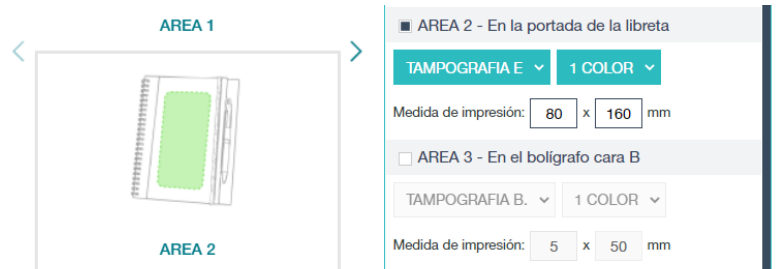 AREA 1
AREA 2
AREA 2 - En la portada de la libreta
TAMPOGRAFIA E 1 COLOR
Medida de impresión: 80 x 160 mm
AREA 3 - En el bolígrafo cara B
TAMPOGRAFIA B. 1 COLOR
Medida de impresión: 5 x 50 mm